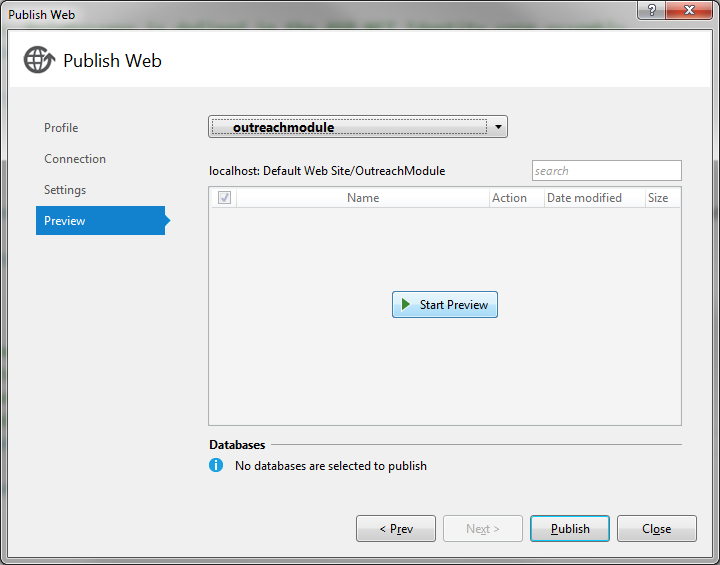 Publish Web
?
Publish Web
Profile
outreachmodule
Connection
localhost: Default Web Site/OutreachModule
search
Settings
Name Action Date modified Size
Preview
Start Preview
Databases
No databases are selected to publish
< Prev
Next >
Publish
Close